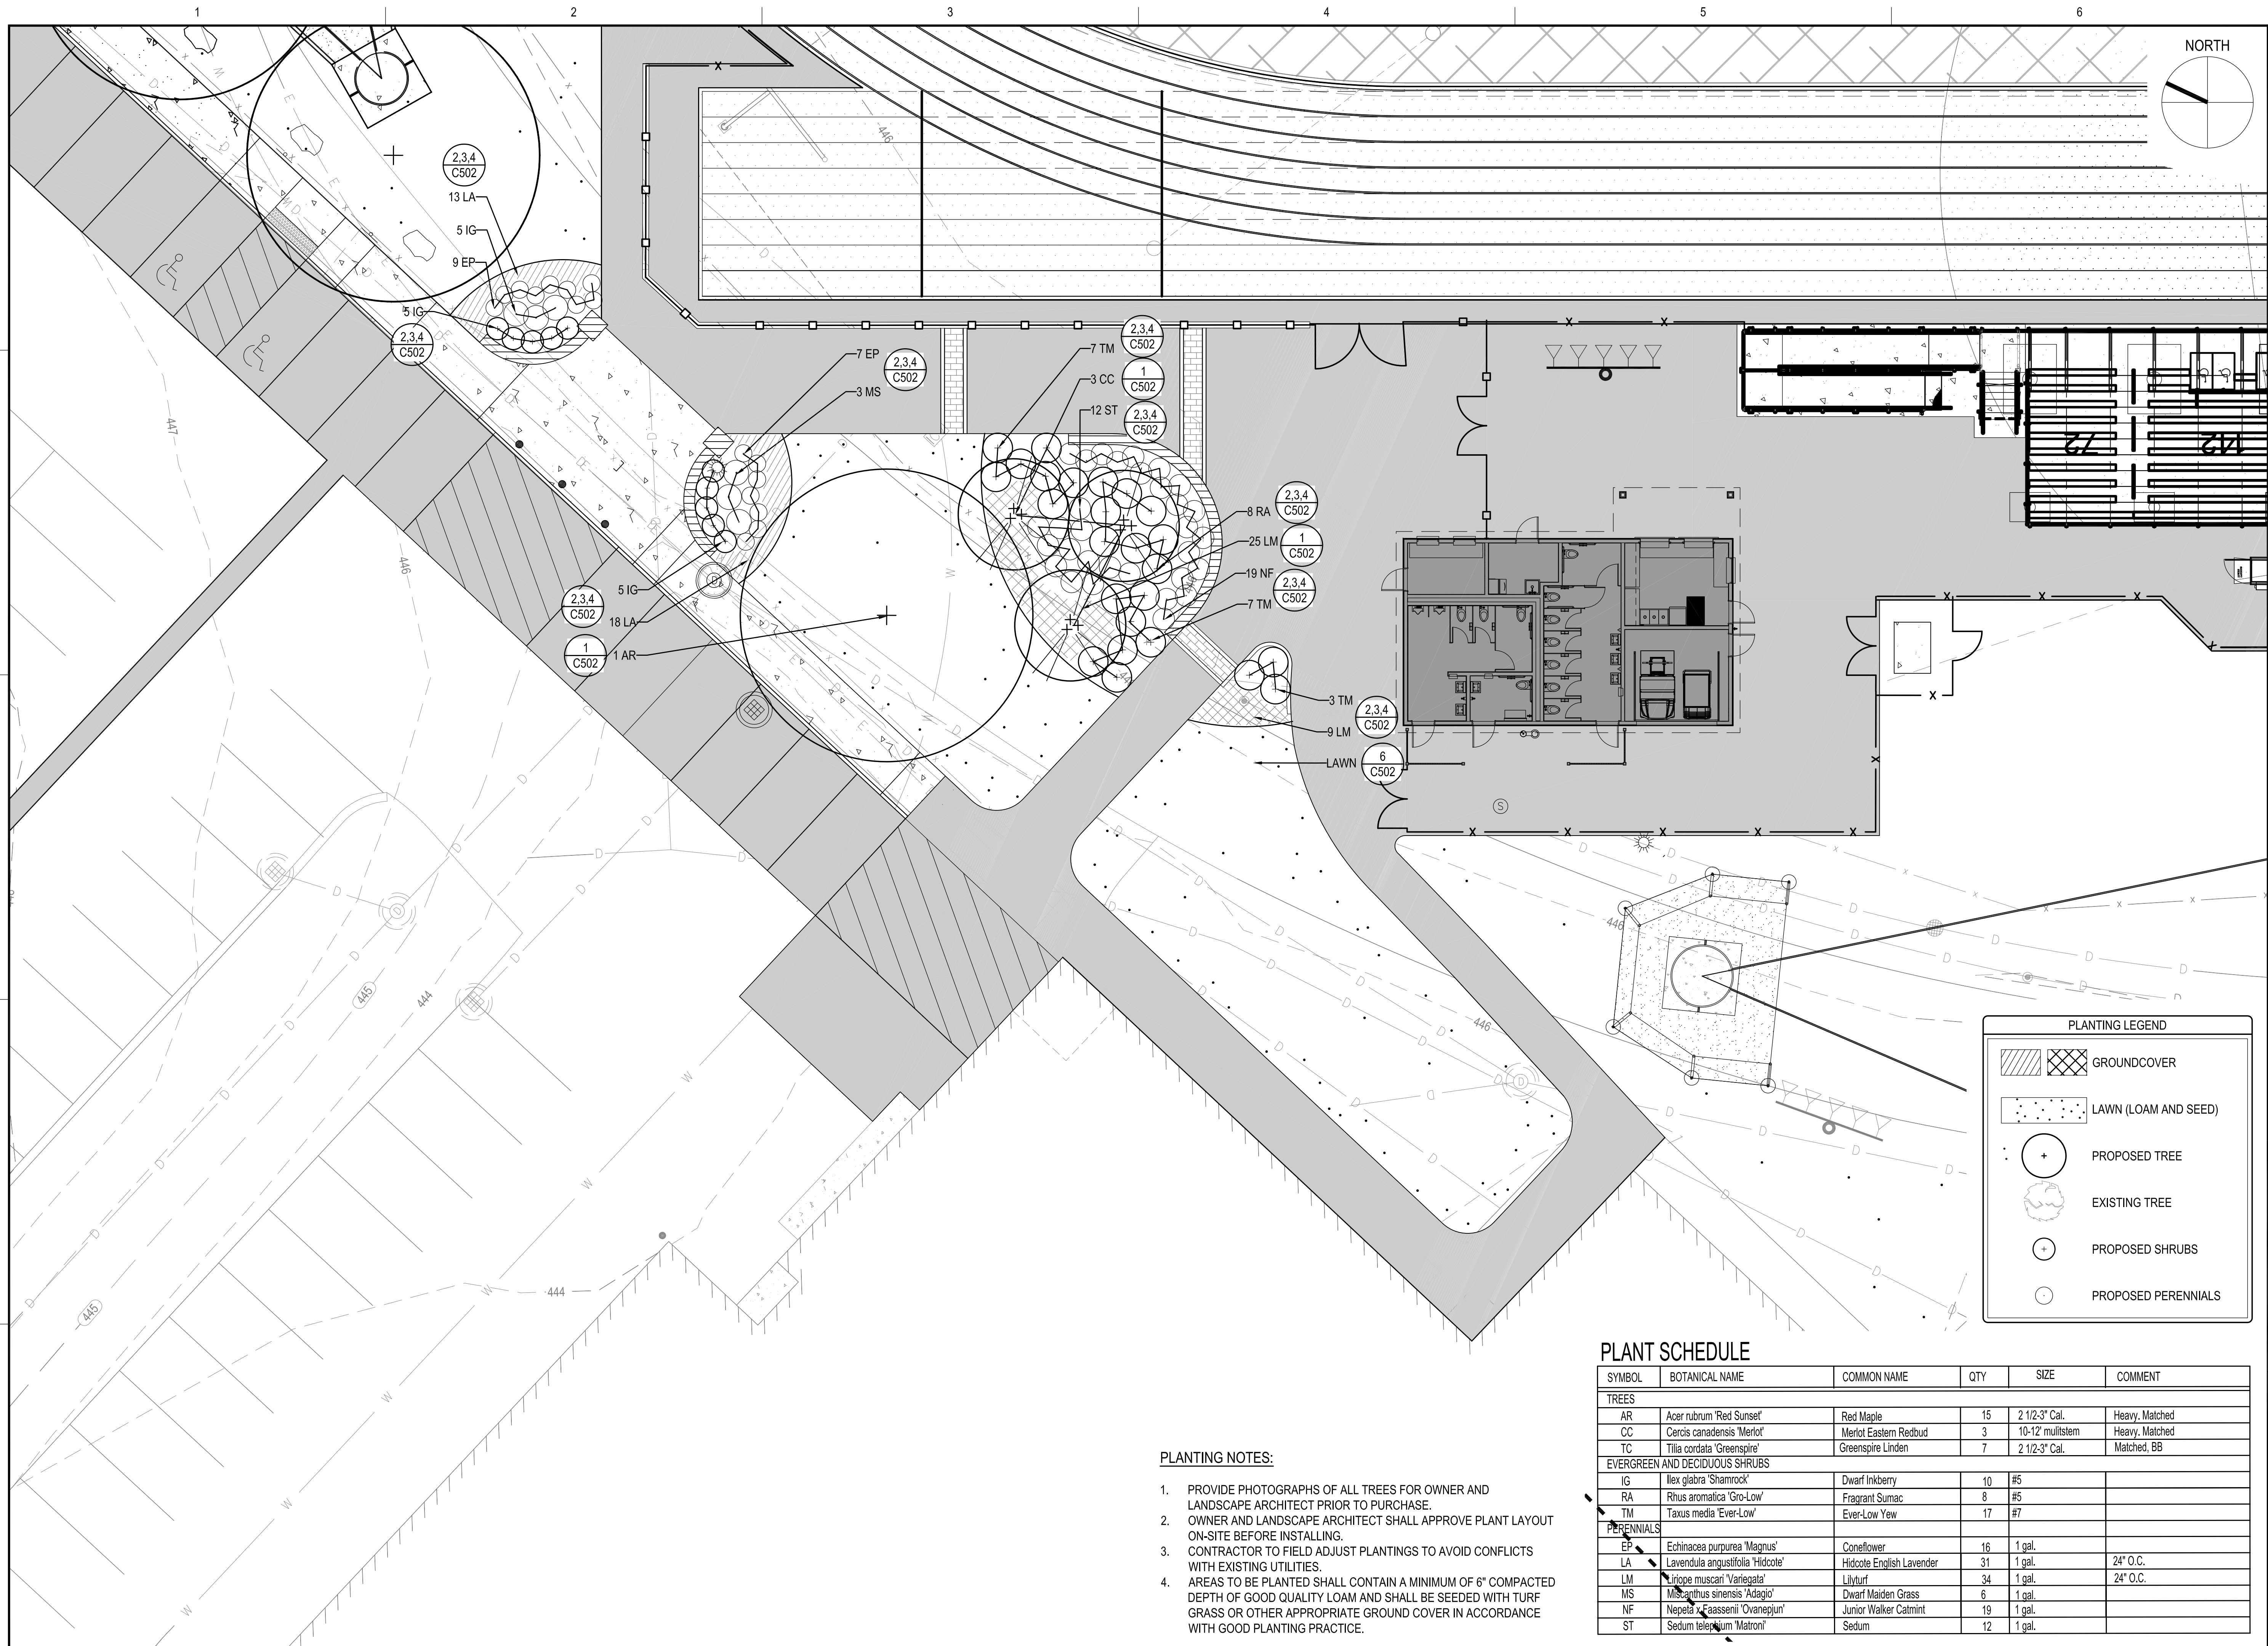 1 2 3 4 5 6
NORTH
2,3,4
C502
13 LA
5 IG
9 EP
5 IG
2,3,4
C502
446
7 EP
2,3,4
C502
3 MS
7 TM
2,3,4
C502
3 CC
1
C502
12 ST
2,3,4
C502
72
142
447
446
8 RA
2,3,4
C502
25 LM
1
C502
19 NF
2,3,4
C502
7 TM
5 IG
2,3,4
C502
18 LA
1
C502
1 AR
3 TM
2,3,4
C502
9 LM
LAWN
6
C502
S
446
445
444
446
444
445
PLANTING LEGEND
GROUNDCOVER
LAWN (LOAM AND SEED)
PROPOSED TREE
EXISTING TREE
PROPOSED SHRUBS
PROPOSED PERENNIALS
PLANTING NOTES:
1. PROVIDE PHOTOGRAPHS OF ALL TREES FOR OWNER AND
LANDSCAPE ARCHITECT PRIOR TO PURCHASE.
2. OWNER AND LANDSCAPE ARCHITECT SHALL APPROVE PLANT LAYOUT
ON-SITE BEFORE INSTALLING.
3. CONTRACTOR TO FIELD ADJUST PLANTINGS TO AVOID CONFLICTS
WITH EXISTING UTILITIES.
4. AREAS TO BE PLANTED SHALL CONTAIN A MINIMUM OF 6" COMPACTED
DEPTH OF GOOD QUALITY LOAM AND SHALL BE SEEDED WITH TURF
GRASS OR OTHER APPROPRIATE GROUND COVER IN ACCORDANCE
WITH GOOD PLANTING PRACTICE.
PLANT SCHEDULE
SYMBOL BOTANICAL NAME COMMON NAME QTY SIZE COMMENT
TREES
AR Acer rubrum 'Red Sunset' Red Maple 15 2 1/2-3" Cal. Heavy. Matched
CC Cercis canadensis 'Merlot' Merlot Eastern Redbud 3 10-12' mulitstem Heavy. Matched
TC Tilia cordata 'Greenspire' Greenspire Linden 7 2 1/2-3" Cal. Matched, BB
EVERGREEN AND DECIDUOUS SHRUBS
IG Ilex glabra 'Shamrock' Dwarf Inkberry 10 #5
RA Rhus aromatica 'Gro-Low' Fragrant Sumac 8 #5
TM Taxus media 'Ever-Low' Ever-Low Yew 17 #7
PERENNIALS
EP Echinacea purpurea 'Magnus' Coneflower 16 1 gal.
LA Lavendula angustifolia 'Hidcote' Hidcote English Lavender 31 1 gal. 24" O.C.
LM Liriope muscari 'Variegata' Lilyturf 34 1 gal. 24" O.C.
MS Miscanthus sinensis 'Adagio' Dwarf Maiden Grass 6 1 gal.
NF Nepeta x Faassenii 'Ovanepjun' Junior Walker Catmint 19 1 gal.
ST Sedum telephium 'Matroni' Sedum 12 1 gal.